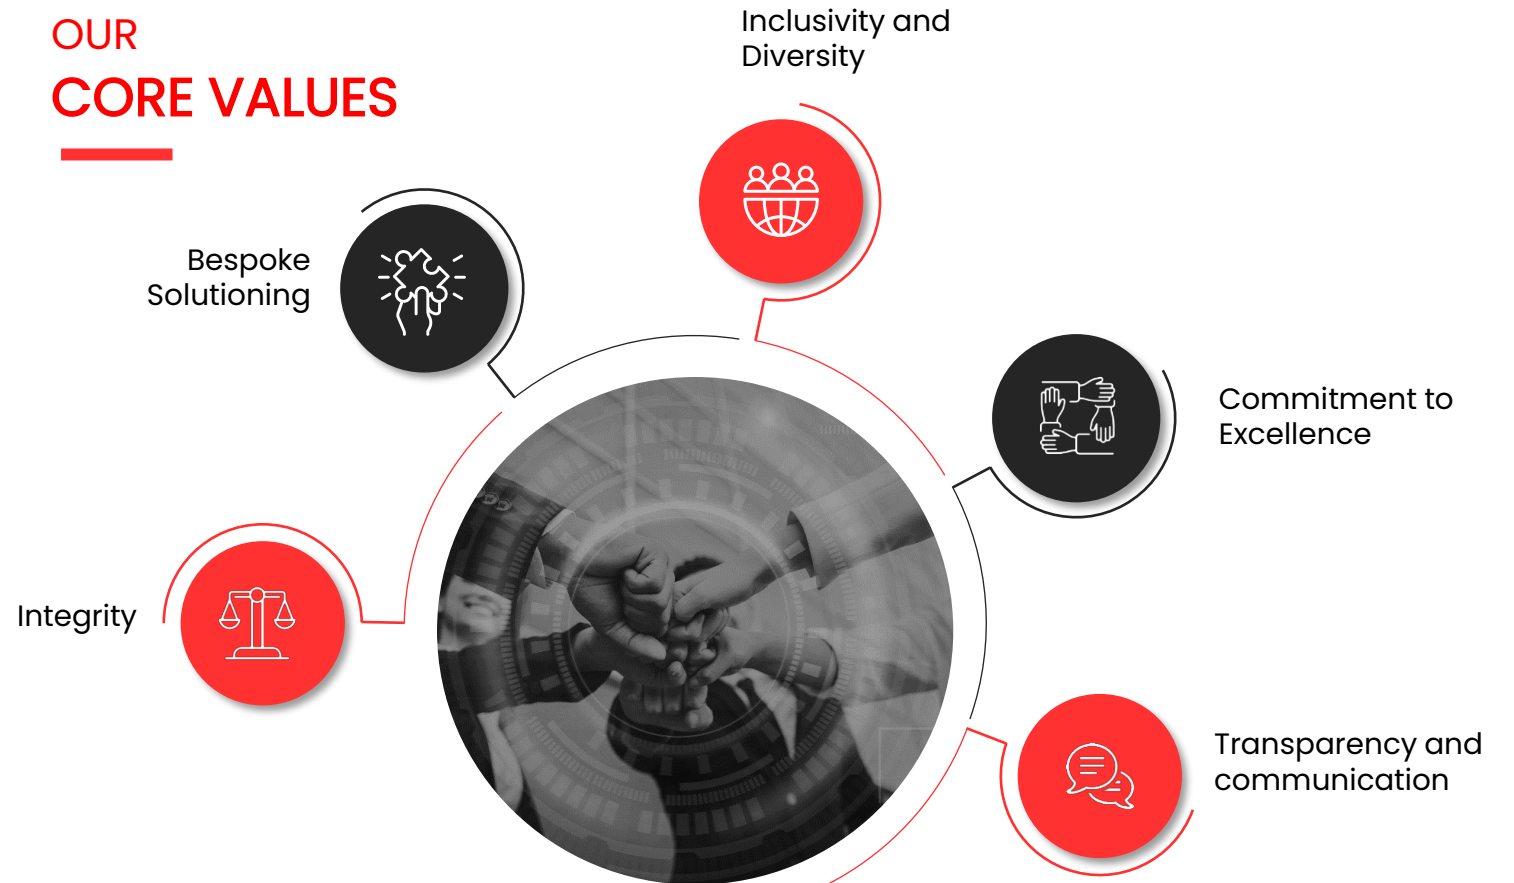 OUR
CORE VALUES
Inclusivity and
Diversity
Bespoke
Solutioning
Commitment to
Excellence
Integrity
Transparency and
communication